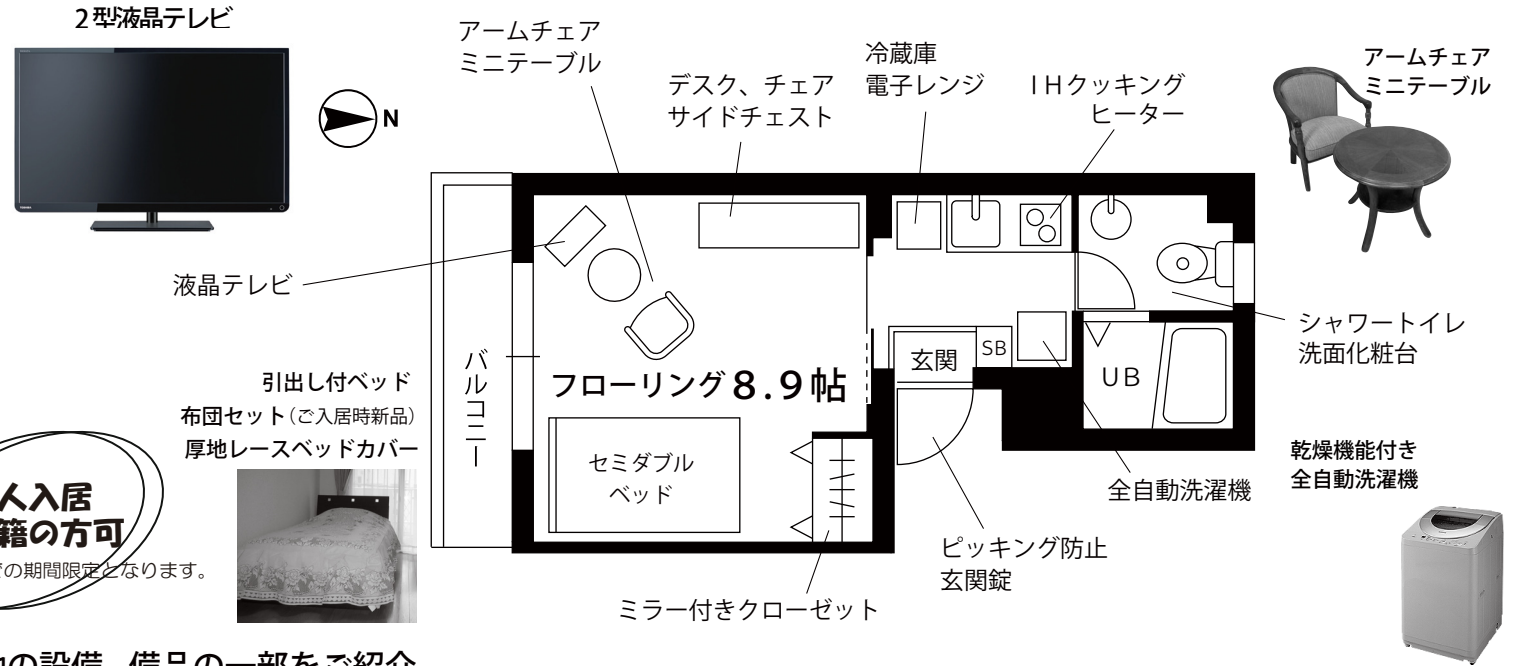 ２型液晶テレビ
N
アームチェア
ミニテーブル
デスク、チェア
サイドチェスト
冷蔵庫
電子レンジ
ＩＨクッキング
ヒーター
アームチェア
ミニテーブル
液晶テレビ
バルコニー
フローリング8.9帖
玄関
SB
UB
シャワートイレ
洗面化粧台
引出し付ベッド
布団セット（ご入居時新品）
厚地レースベッドカバー
セミダブル
ベッド
全自動洗濯機
乾燥機能付き
全自動洗濯機
ピッキング防止
玄関錠
ミラー付きクローゼット
人入居
籍の方可
の期間限定となります。
の設備、備品の一部をご紹介